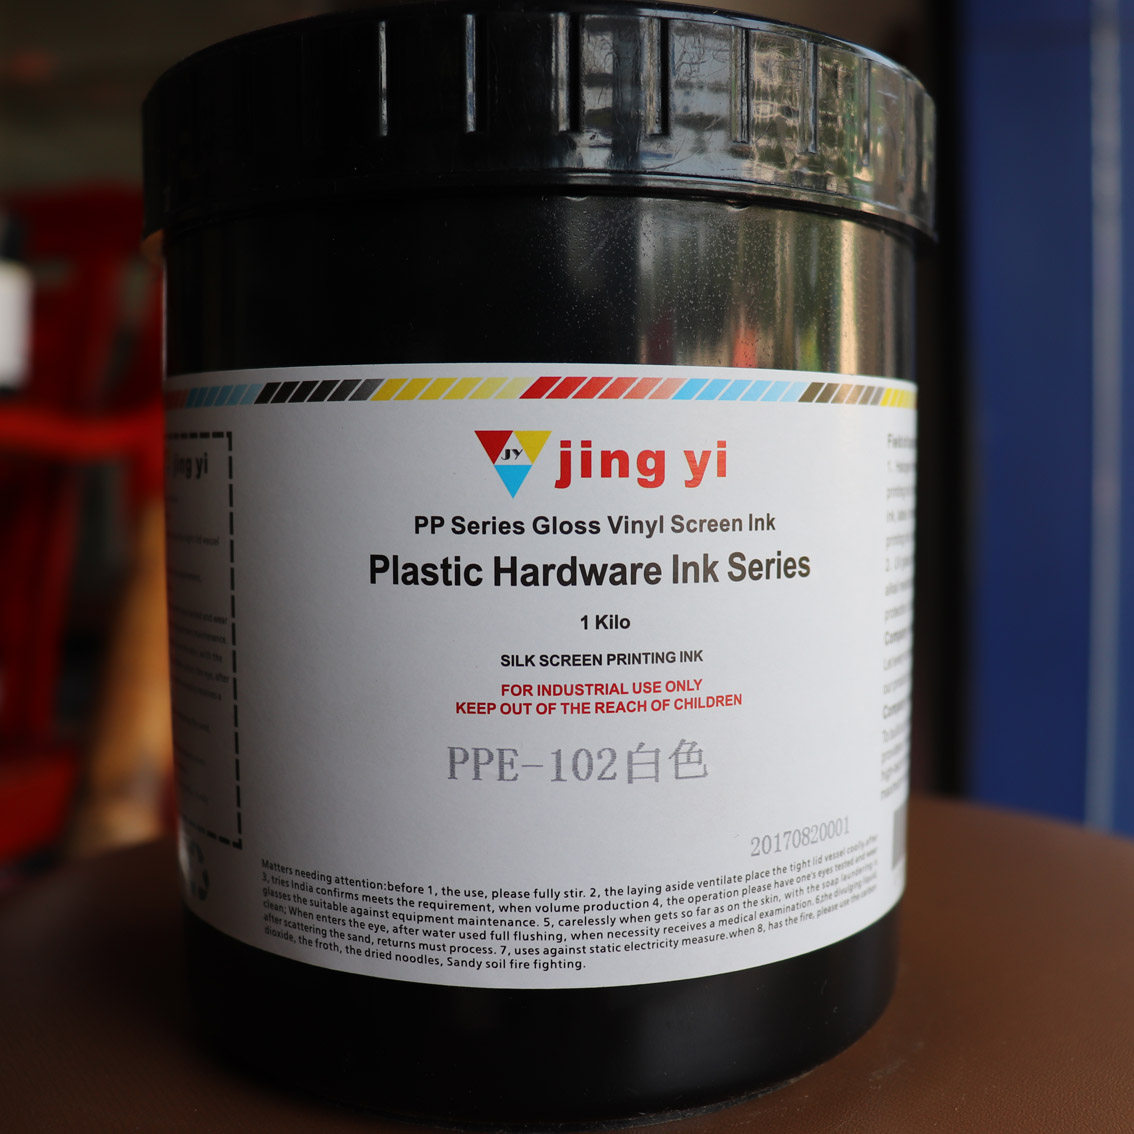 JY jing yi
PP Series Gloss Vinyl Screen Ink
Plastic Hardware Ink Series
1 Kilo
SILK SCREEN PRINTING INK
FOR INDUSTRIAL USE ONLY
KEEP OUT OF THE REACH OF CHILDREN
PPE-102白色
20170820001
Matters needing attention:before 1, the use, please fully stir. 2, the laying aside ventilate place the tight lid vessel coolly, after
3, tries India confirms meets the requirement, when volume production 4, the operation please have one's eyes tested and wear
glasses the suitable against equipment maintenance. 5, carelessly when gets so far as on the skin, with the soap laundering is
clean; When enters the eye, after water used full flushing, when necessity receives a medical examination. 6,the divulging liquid,
after scattering the sand, returns must process. 7, uses against static electricity measure.when 8, has the fire, please use the carbon
dioxide, the froth, the dried noodles, Sandy soil fire fighting.
jing yi